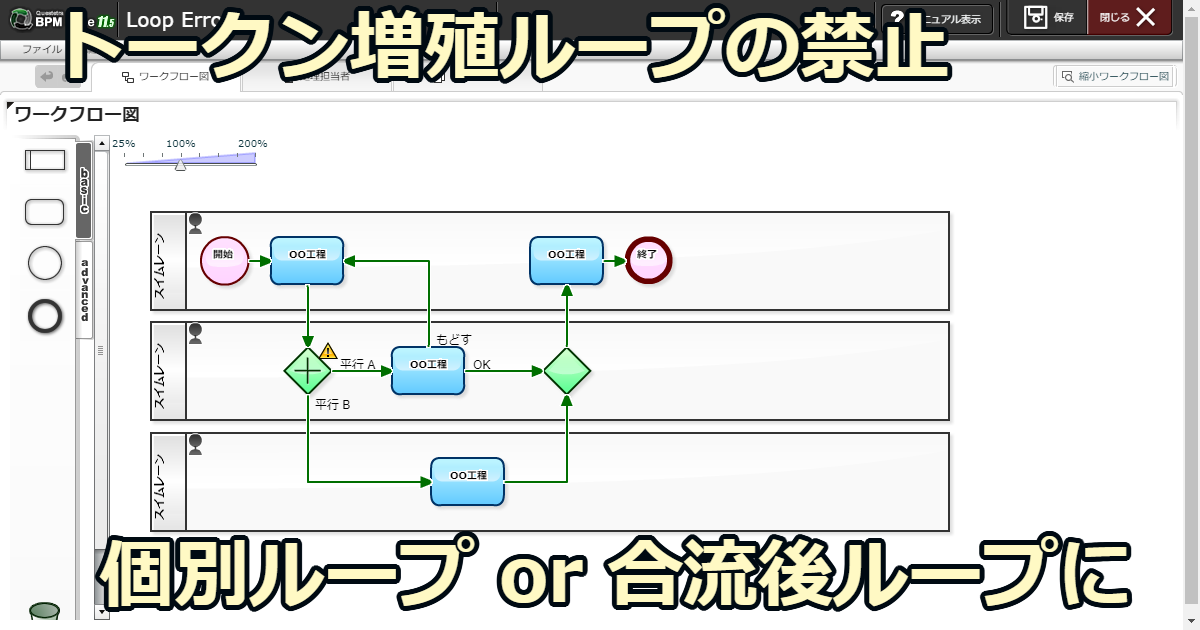 Questetra
BPM 11.5
Loop Erro
ュアル表示
保存
閉じる
トークン増殖ループの禁止
ファイル
ワークフロー図
理担当者
縮小ワークフロー図
ワークフロー図
25% 100% 200%
basic
advanced
スイムレーン
開始
OO工程
OO工程
終了
スイムレーン
もどす
平行 A
OO工程
OK
平行 B
スイムレーン
OO工程
個別ループ or 合流後ループに